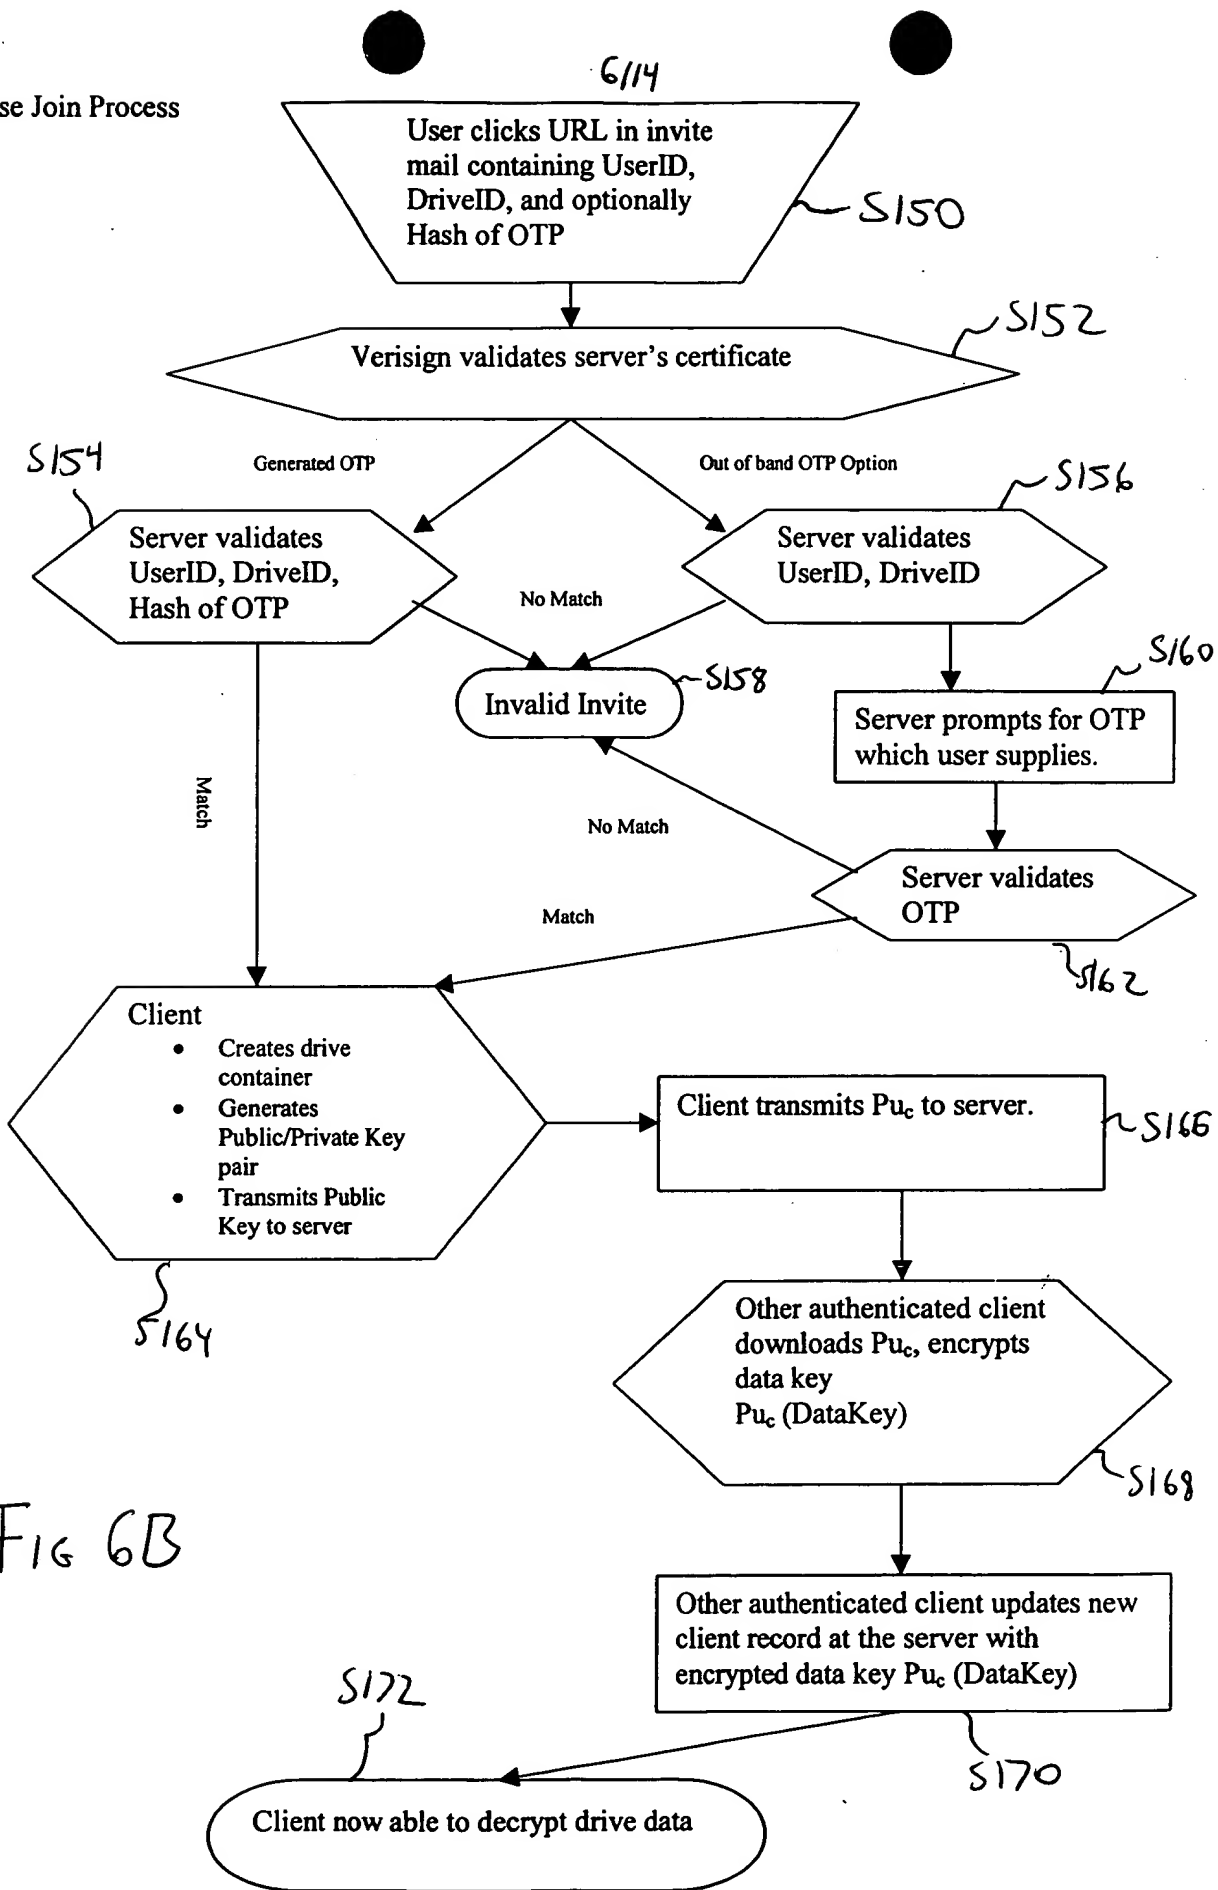 6/14
se Join Process
User clicks URL in invite
mail containing UserID,
DriveID, and optionally
Hash of OTP
S150
S152
Verisign validates server's certificate
S154
Generated OTP
Out of band OTP Option
S156
Server validates
UserID, DriveID,
Hash of OTP
Server validates
UserID, DriveID
No Match
S158
Invalid Invite
S160
Server prompts for OTP
which user supplies.
Match
No Match
Server validates
OTP
Match
S162
Client
• Creates drive
container
• Generates
Public/Private Key
pair
• Transmits Public
Key to server
S164
Client transmits Puc to server.
S166
Other authenticated client
downloads Puc, encrypts
data key
Puc (DataKey)
S168
FIG 6B
Other authenticated client updates new
client record at the server with
encrypted data key Puc (DataKey)
S172
S170
Client now able to decrypt drive data